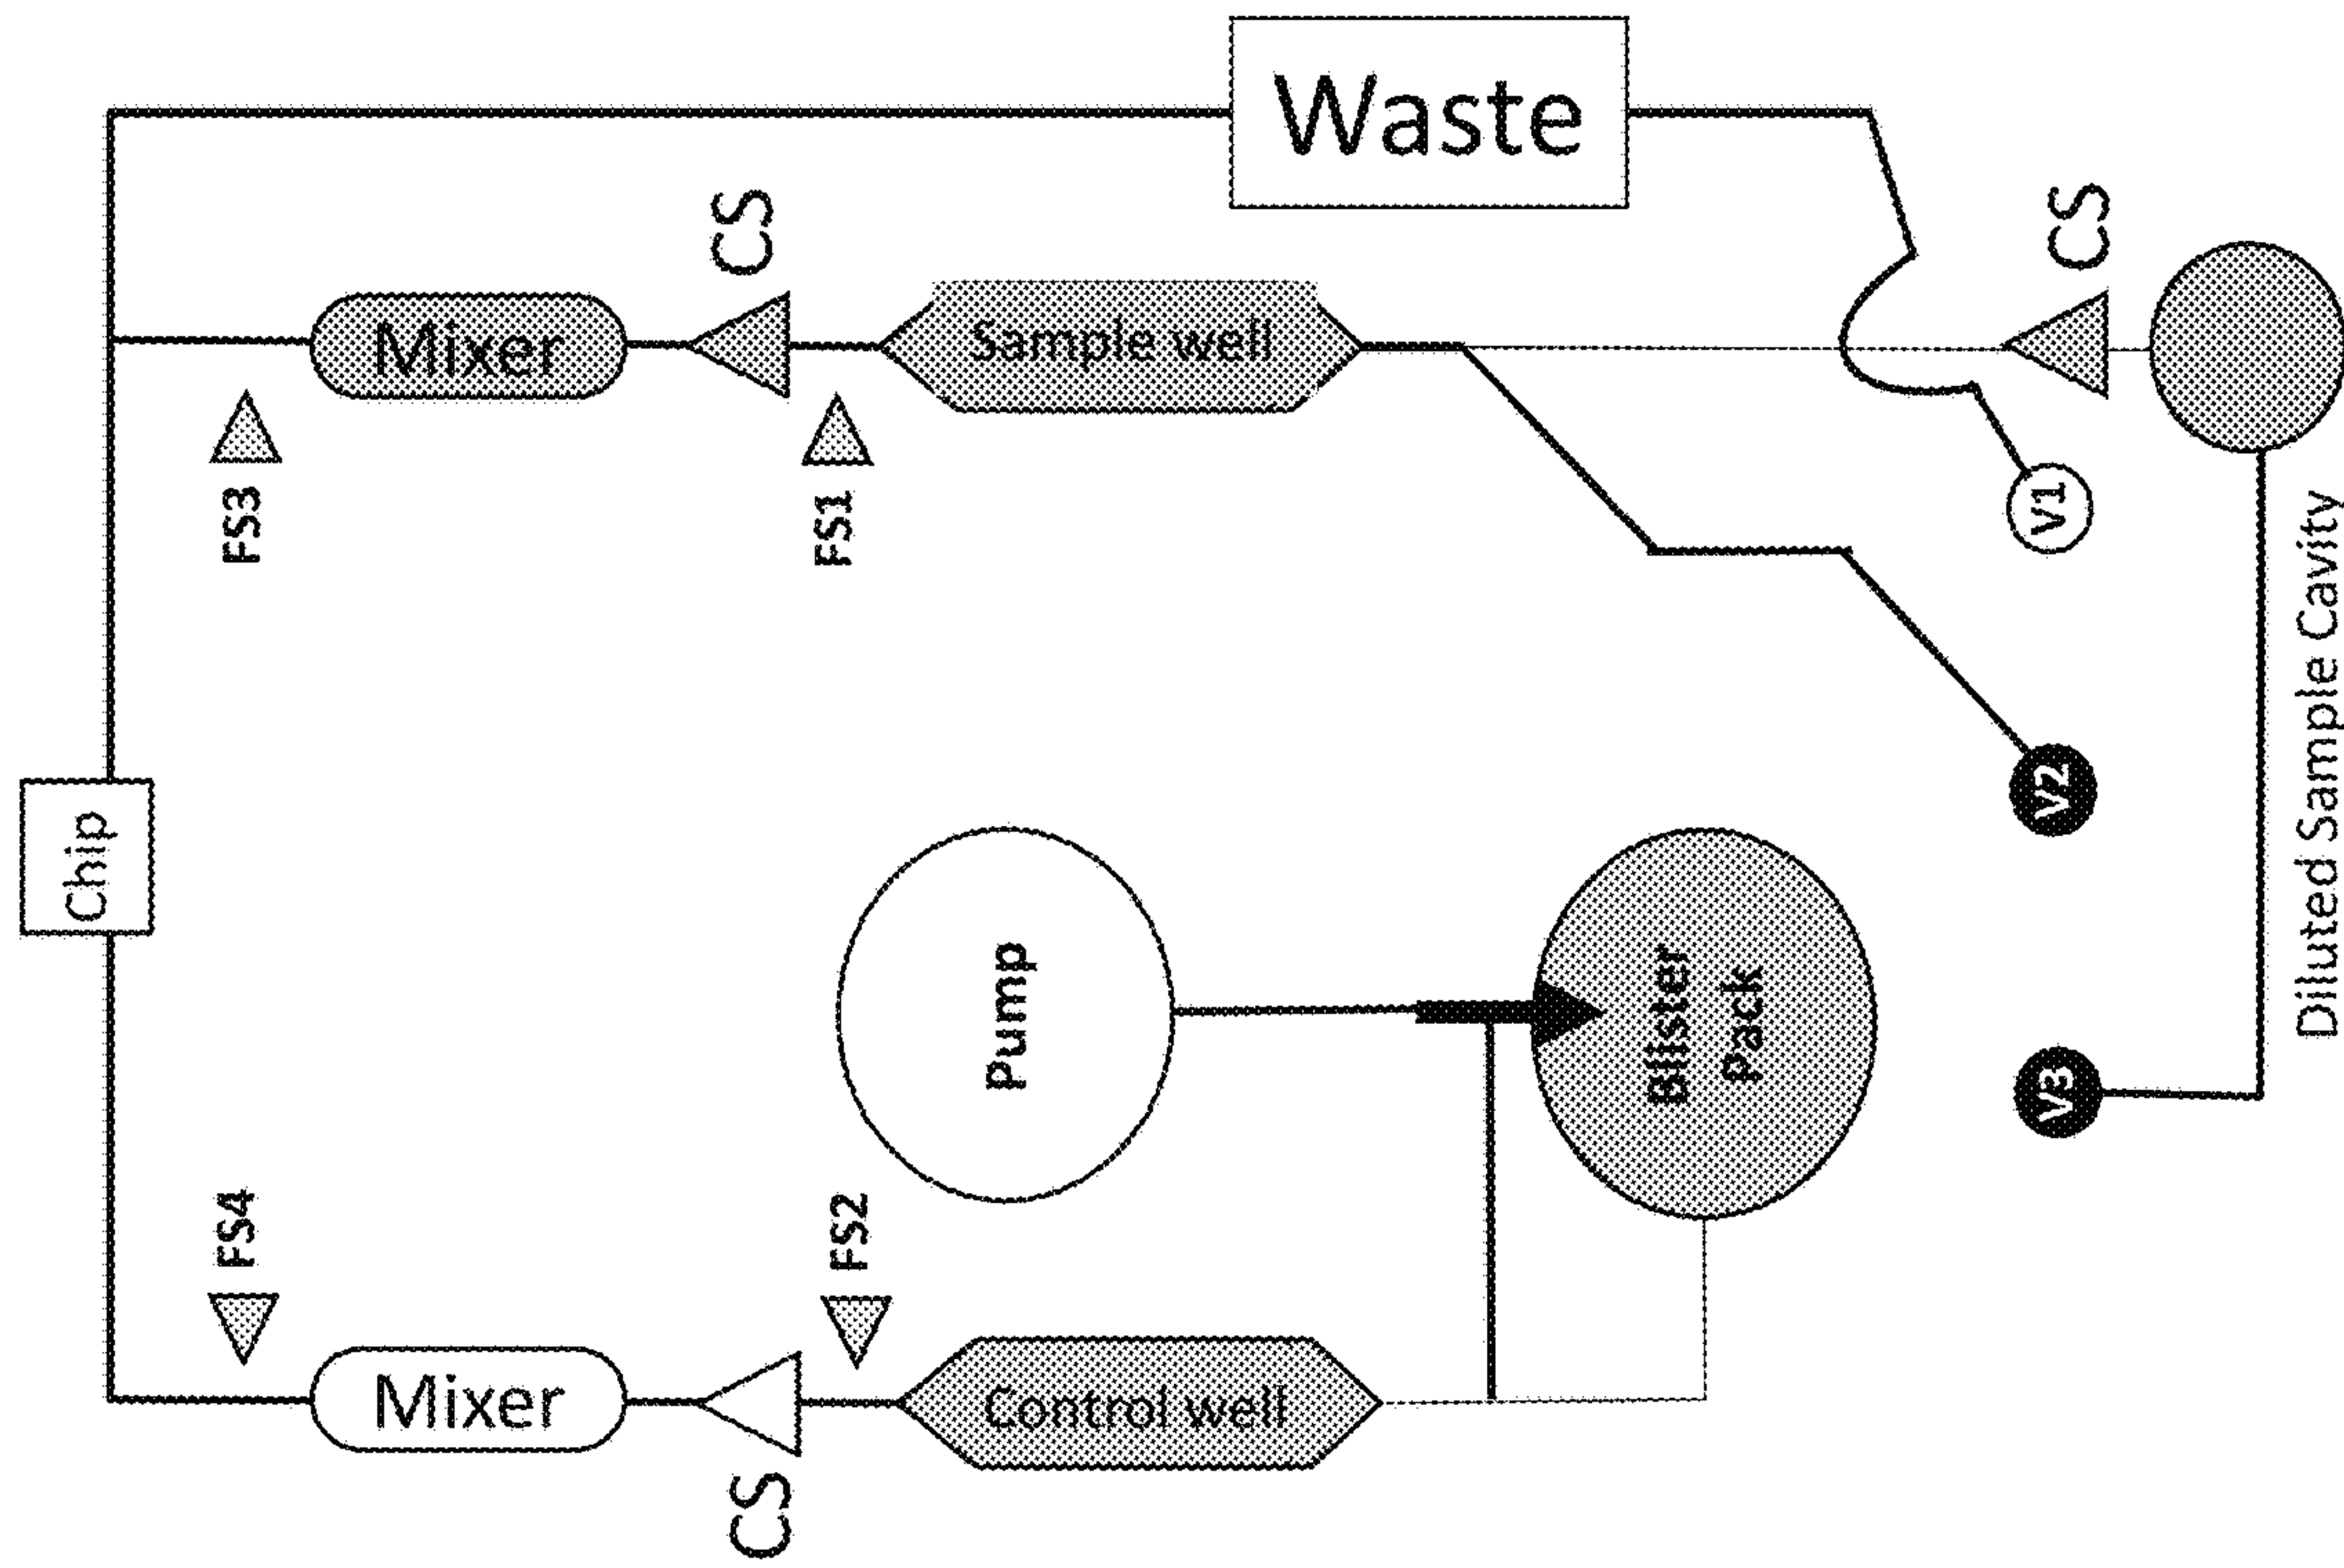 Waste
CS
CS
Mixer
Sample well
FS3
FS1
V1
Chip
V2
Diluted Sample Cavity
Pump
Blister
Pack
V3
FS4
FS2
Mixer
Control well
CS